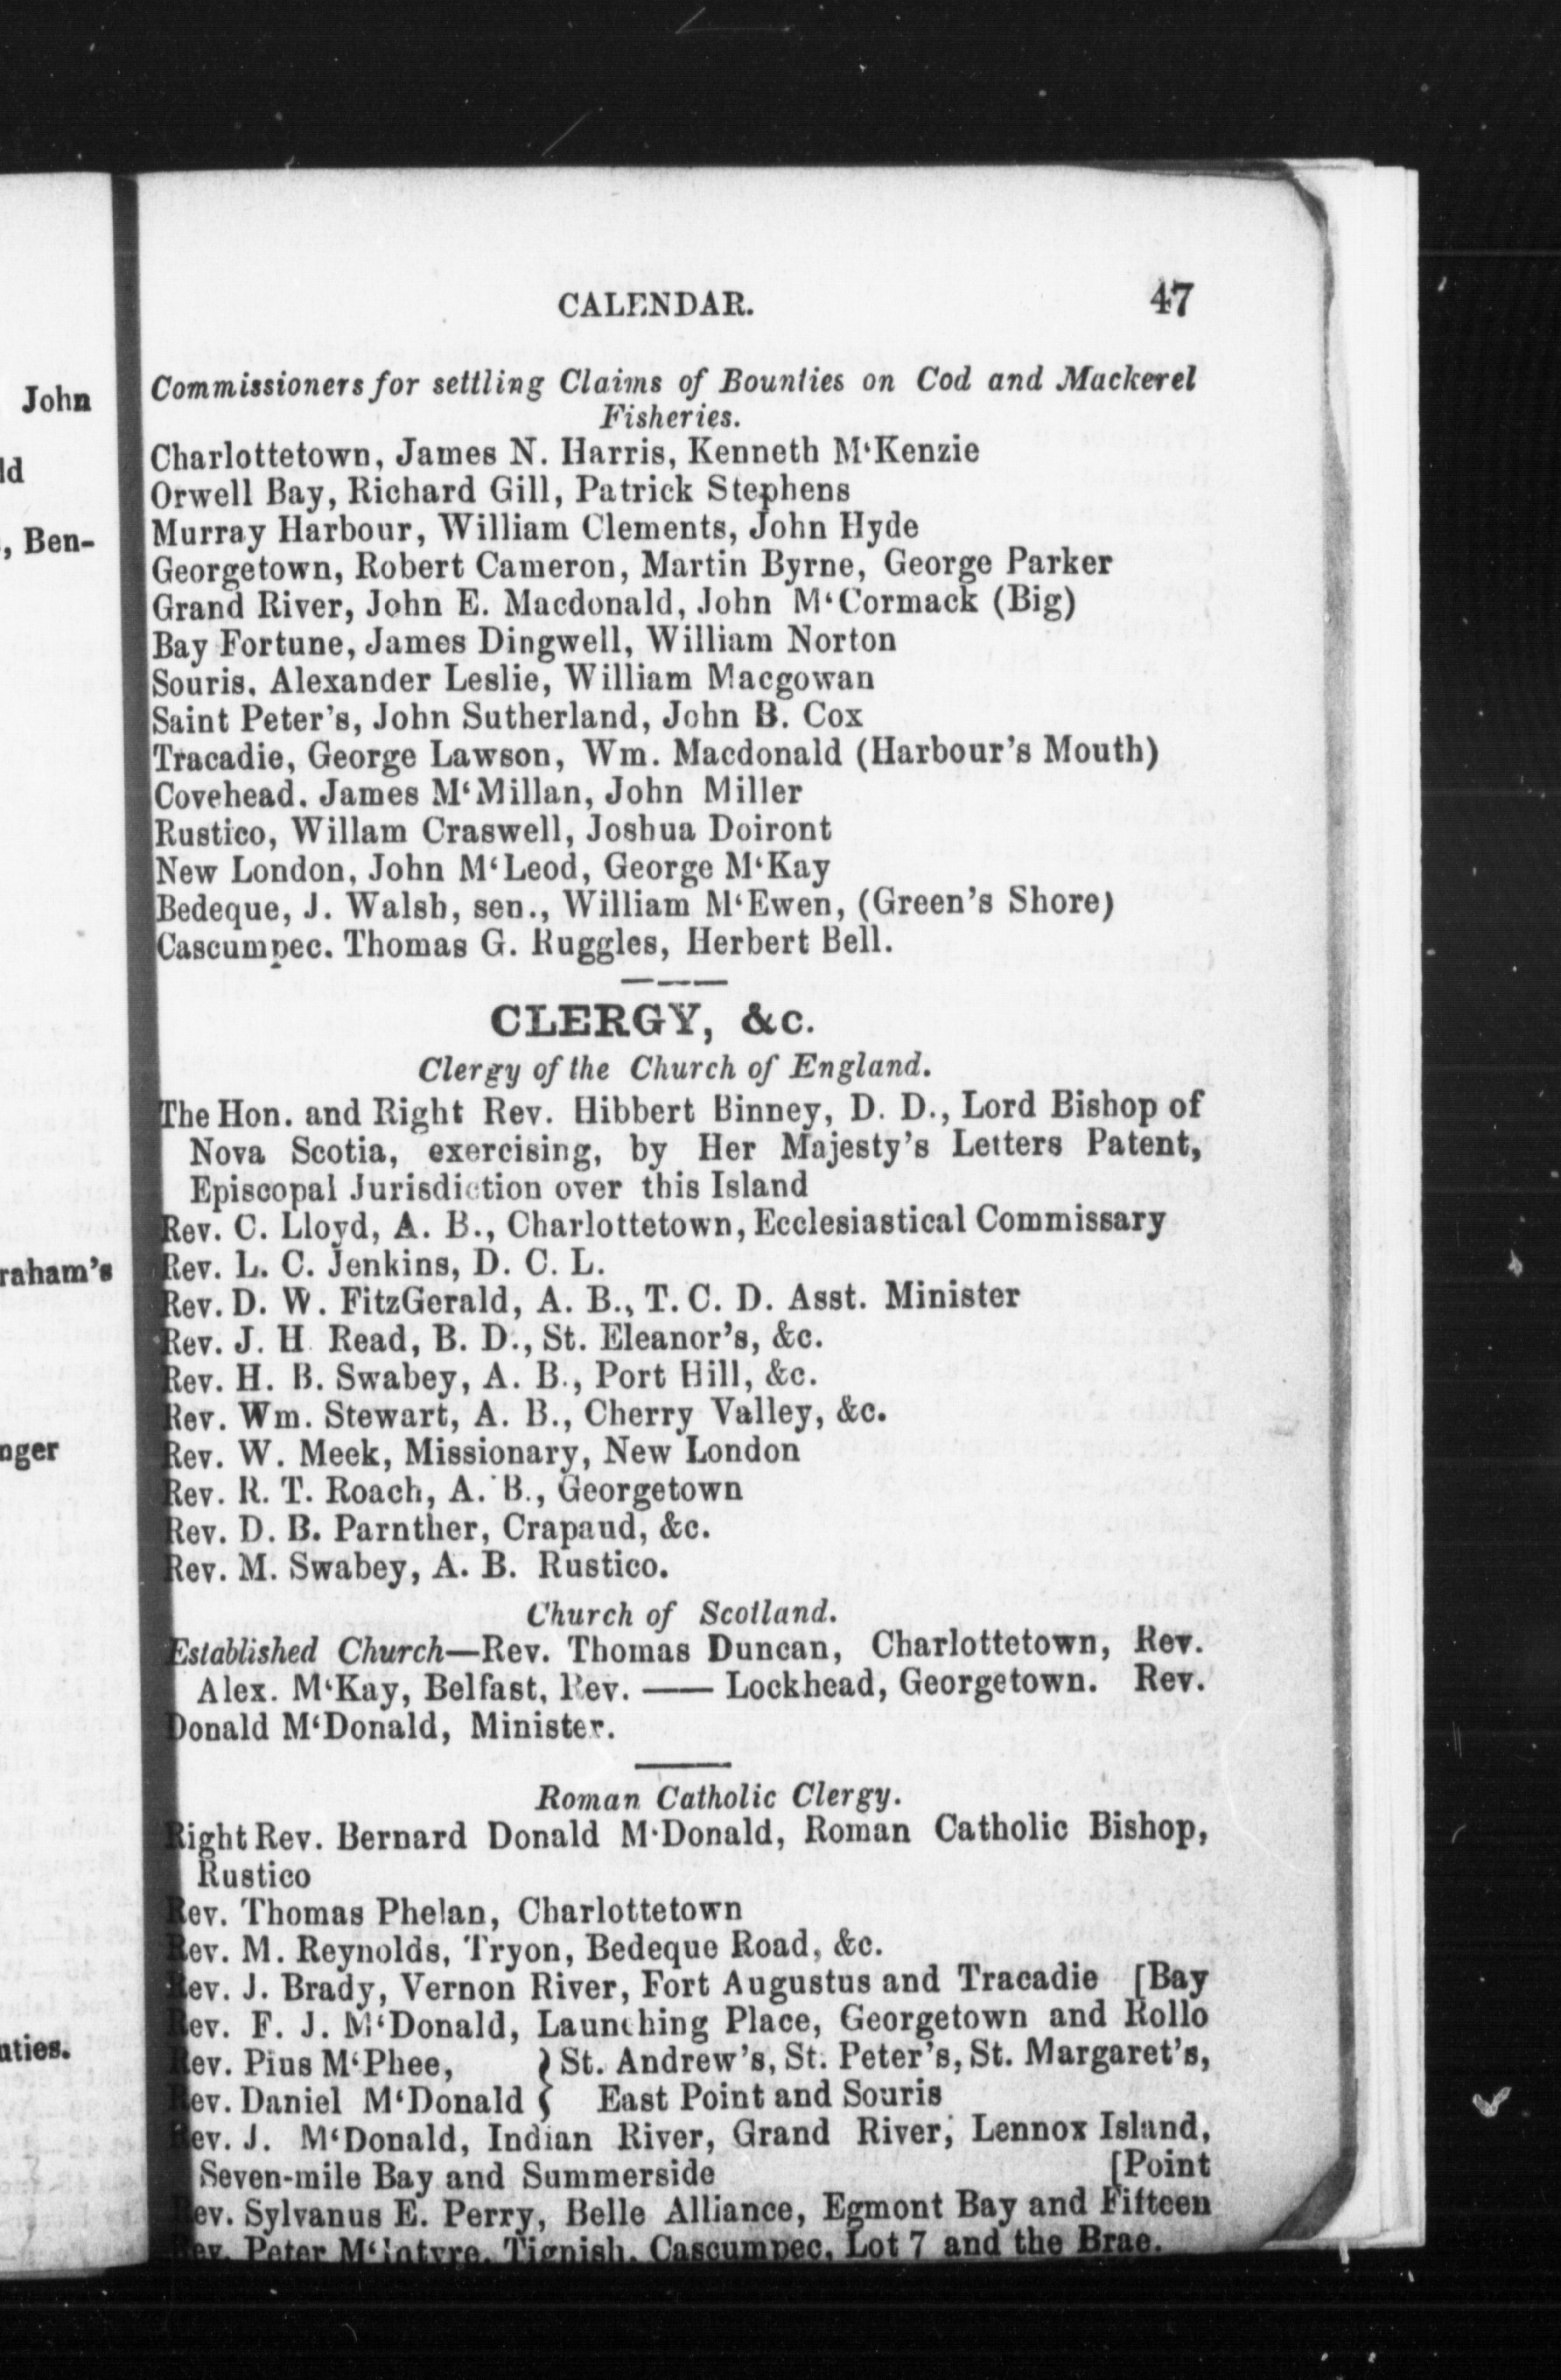 CALENDAR. 47
Commissioners for settling Claims of Bounties on Cod and Mackerel
Fisheries.
Charlottetown, James N. Harris, Kenneth M‘Kenzie
Orwell Bay, Richard Gill, Patrick Stephens
Murray Harbour, William Clements, John Hyde
Georgetown, Robert Cameron, Martin Byrne, George Parker
Grand River, John E. Macdonald, John M‘Cormack (Big)
Bay Fortune, James Dingwell, William Norton
Souris, Alexander Leslie, William Macgowan
Saint Peter's, John Sutherland, John B. Cox
Tracadie, George Lawson, Wm. Macdonald (Harbour's Mouth)
Covehead, James M‘Millan, John Miller
Rustico, Willam Craswell, Joshua Doiront
New London, John M‘Leod, George M‘Kay
Bedeque, J. Walsh, sen., William M‘Ewen, (Green's Shore)
Cascumpec. Thomas G. Ruggles, Herbert Bell.
CLERGY, &c.
Clergy of the Church of England.
The Hon. and Right Rev. Hibbert Binney, D. D., Lord Bishop of
Nova Scotia, exercising, by Her Majesty's Letters Patent,
Episcopal Jurisdiction over this Island
Rev. C. Lloyd, A. B., Charlottetown, Ecclesiastical Commissary
Rev. L. C. Jenkins, D. C. L.
Rev. D. W. FitzGerald, A. B., T. C. D. Asst. Minister
Rev. J. H. Read, B. D., St. Eleanor's, &c.
Rev. H. B. Swabey, A. B., Port Hill, &c.
Rev. Wm. Stewart, A. B., Cherry Valley, &c.
Rev. W. Meek, Missionary, New London
Rev. R. T. Roach, A. B., Georgetown
Rev. D. B. Parnther, Crapaud, &c.
Rev. M. Swabey, A. B. Rustico.
Church of Scotland.
Established Church—Rev. Thomas Duncan, Charlottetown, Rev.
Alex. M‘Kay, Belfast, Rev. —— Lockhead, Georgetown. Rev.
Donald M‘Donald, Minister.
Roman Catholic Clergy.
Right Rev. Bernard Donald M‘Donald, Roman Catholic Bishop,
Rustico
Rev. Thomas Phelan, Charlottetown
Rev. M. Reynolds, Tryon, Bedeque Road, &c.
Rev. J. Brady, Vernon River, Fort Augustus and Tracadie [Bay
Rev. F. J. M‘Donald, Launching Place, Georgetown and Rollo
Rev. Pius M‘Phee, } St. Andrew's, St. Peter's, St. Margaret's,
Rev. Daniel M‘Donald } East Point and Souris
Rev. J. M‘Donald, Indian River, Grand River, Lennox Island,
Seven-mile Bay and Summerside [Point
Rev. Sylvanus E. Perry, Belle Alliance, Egmont Bay and Fifteen
Rev. Peter M‘Intyre, Tignish, Cascumpec, Lot 7 and the Brae.
John
ld
, Ben-
raham's
nger
nties.